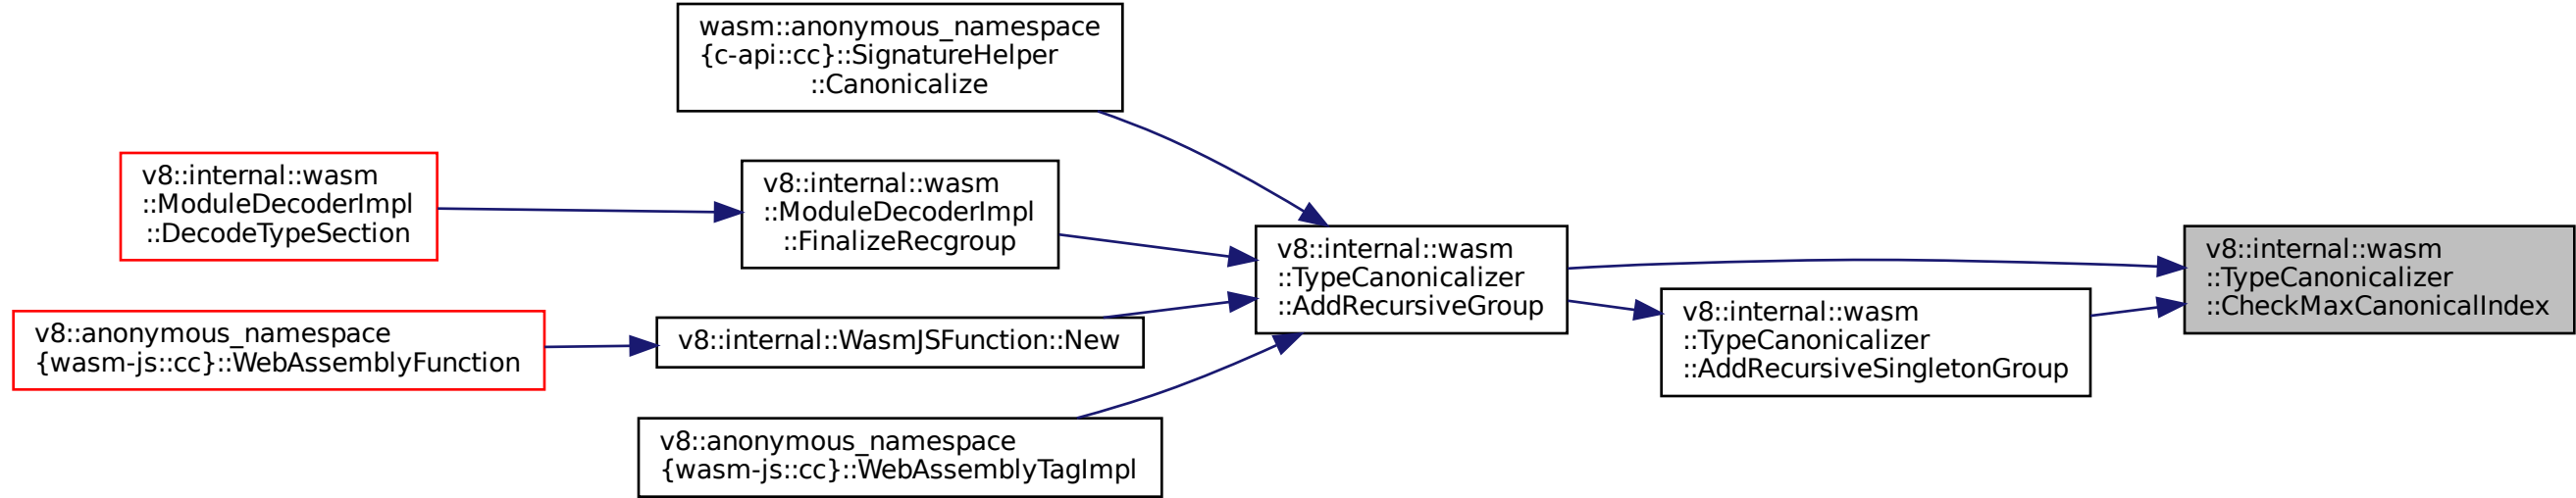 wasm::anonymous_namespace
{c-api::cc}::SignatureHelper
::Canonicalize
v8::internal::wasm
::ModuleDecoderImpl
::DecodeTypeSection
v8::internal::wasm
::ModuleDecoderImpl
::FinalizeRecgroup
v8::internal::wasm
::TypeCanonicalizer
::AddRecursiveGroup
v8::internal::wasm
::TypeCanonicalizer
::CheckMaxCanonicalIndex
v8::internal::wasm
::TypeCanonicalizer
::AddRecursiveSingletonGroup
v8::anonymous_namespace
{wasm-js::cc}::WebAssemblyFunction
v8::internal::WasmJSFunction::New
v8::anonymous_namespace
{wasm-js::cc}::WebAssemblyTagImpl